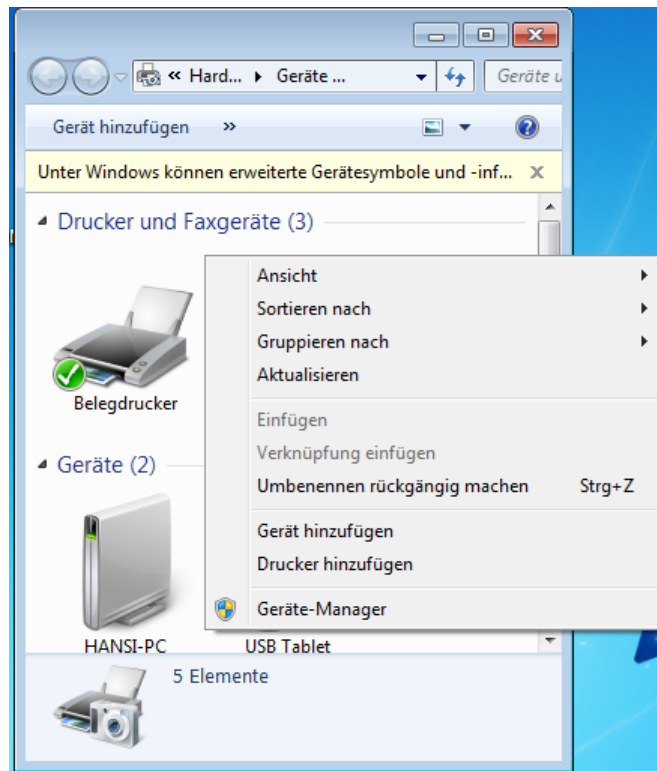 « Hard... ▸ Geräte ...
Geräte u
Gerät hinzufügen »
Unter Windows können erweiterte Gerätesymbole und -inf... x
Drucker und Faxgeräte (3)
Belegdrucker
Geräte (2)
HANSI-PC
USB Tablet
5 Elemente
Ansicht
Sortieren nach
Gruppieren nach
Aktualisieren
Einfügen
Verknüpfung einfügen
Umbenennen rückgängig machen Strg+Z
Gerät hinzufügen
Drucker hinzufügen
Geräte-Manager